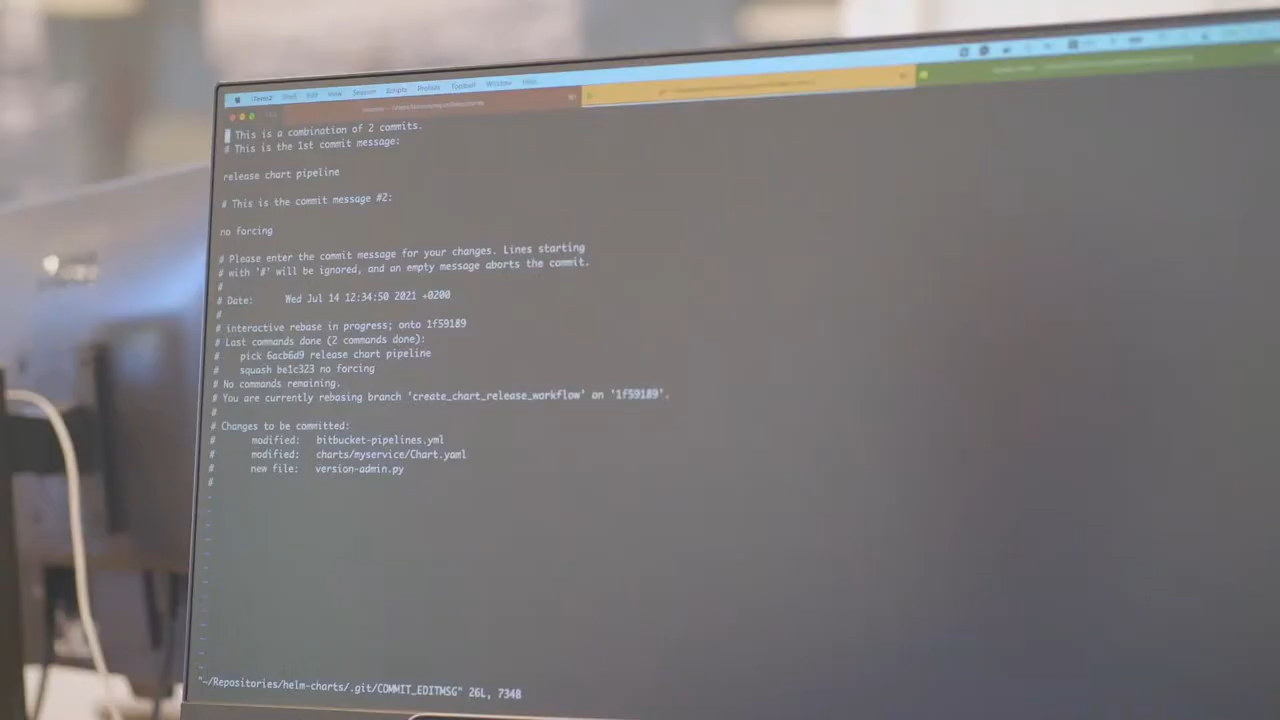 Session Scripts Profiles Window Help
This is a combination of 2 commits.
# This is the 1st commit message:
release chart pipeline
# This is the commit message #2:
no forcing
# Please enter the commit message for your changes. Lines starting
# with '#' will be ignored, and an empty message aborts the commit.
#
# Date: Wed Jul 14 12:34:50 2021 +0200
#
# interactive rebase in progress; onto 1f59189
# Last commands done (2 commands done):
# pick 6acb6d9 release chart pipeline
# squash be1c323 no forcing
# No commands remaining.
# You are currently rebasing branch 'create_chart_release_workflow' on '1f59189'.
#
# Changes to be committed:
# modified: bitbucket-pipelines.yml
# modified: charts/myservice/Chart.yaml
# new file: version-admin.py
#
~
~
~
~
~
~
~
~
~
~
~
~
"~/Repositories/helm-charts/.git/COMMIT_EDITMSG" 26L, 734B